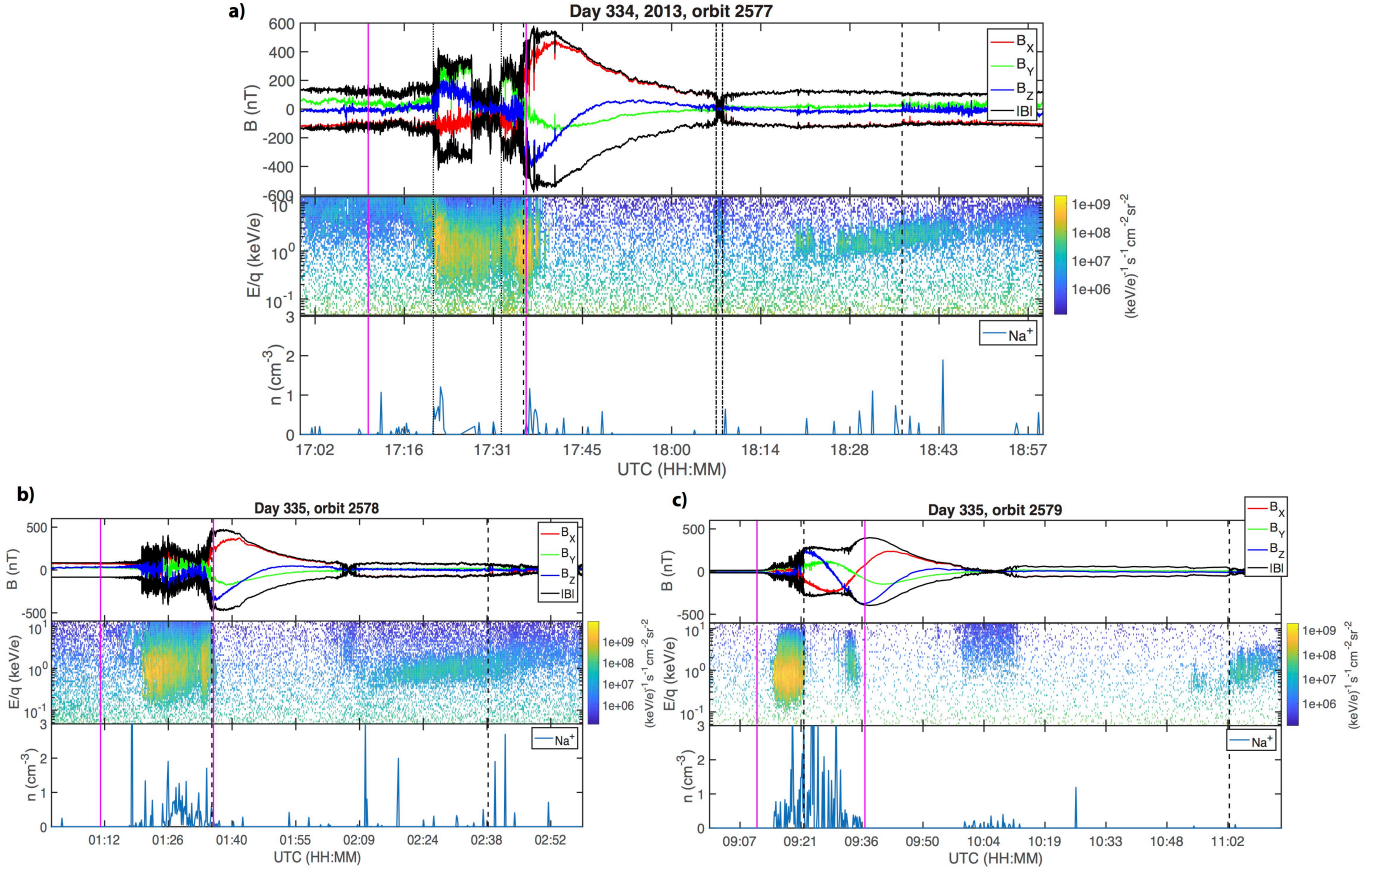 a)
Day 334, 2013, orbit 2577
600
400
200
0
-200
-400
-600
B (nT)
B_X
B_Y
B_Z
|B|
10^1
10^0
10^-1
E/q (keV/e)
1e+09
1e+08
1e+07
1e+06
(keV/e)^-1 s^-1 cm^-2 sr^-2
3
2
1
0
n (cm^-3)
Na^+
17:02 17:16 17:31 17:45 18:00 18:14 18:28 18:43 18:57
UTC (HH:MM)
b)
Day 335, orbit 2578
500
0
-500
B (nT)
B_X
B_Y
B_Z
|B|
10^1
10^0
10^-1
E/q (keV/e)
1e+09
1e+08
1e+07
1e+06
(keV/e)^-1 s^-1 cm^-2 sr^-2
3
2
1
0
n (cm^-3)
Na^+
01:12 01:26 01:40 01:55 02:09 02:24 02:38 02:52
UTC (HH:MM)
c)
Day 335, orbit 2579
500
0
-500
B (nT)
B_X
B_Y
B_Z
|B|
10^1
10^0
10^-1
E/q (keV/e)
1e+09
1e+08
1e+07
1e+06
(keV/e)^-1 s^-1 cm^-2 sr^-2
3
2
1
0
n (cm^-3)
Na^+
09:07 09:21 09:36 09:50 10:04 10:19 10:33 10:48 11:02
UTC (HH:MM)